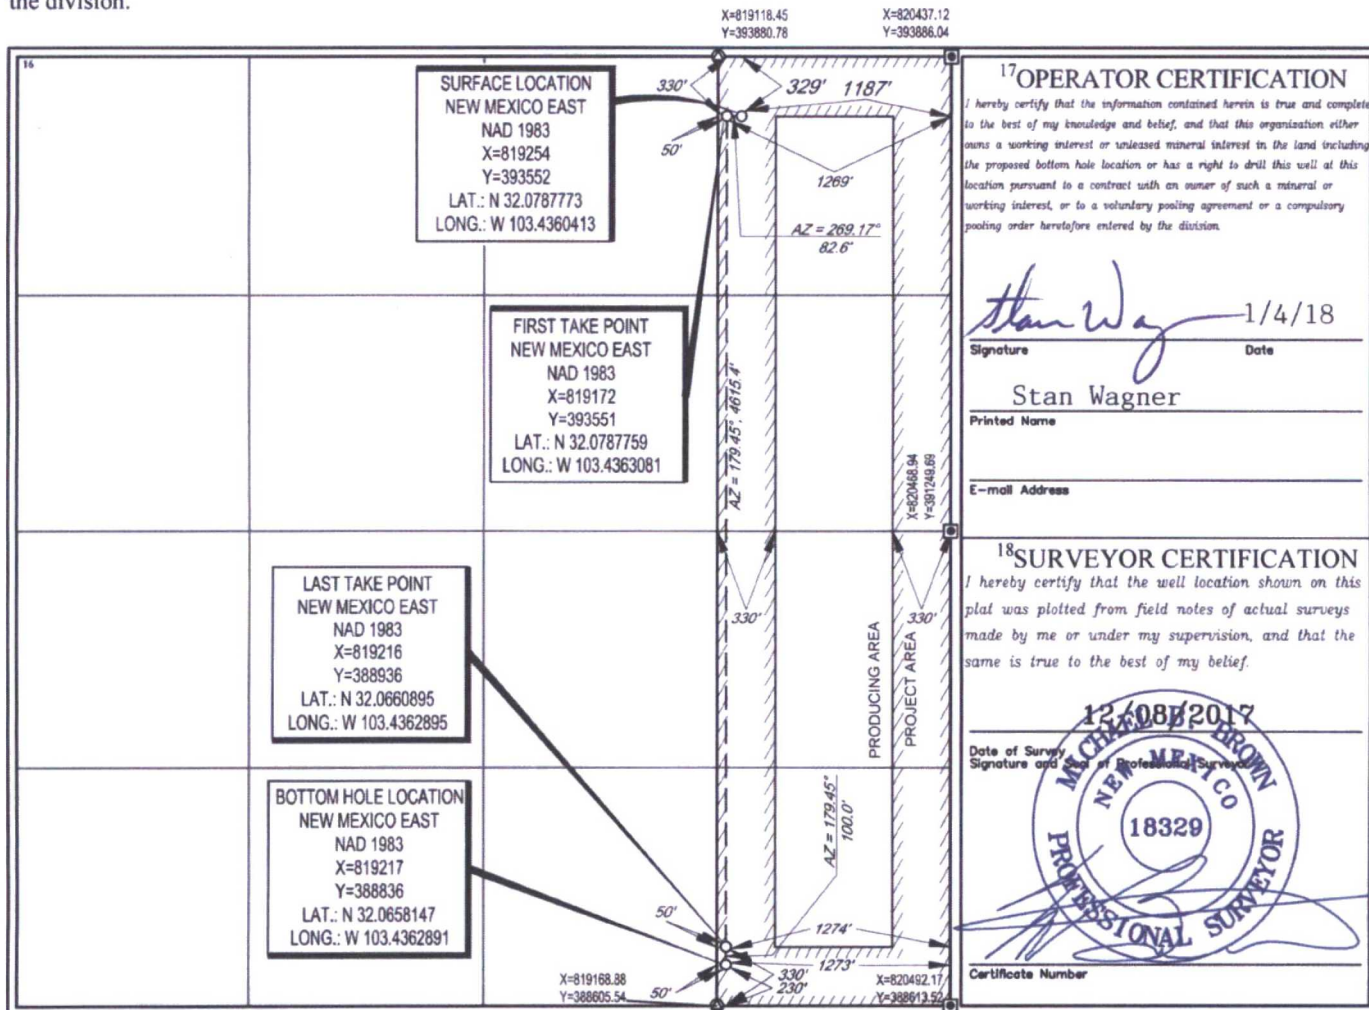 the division.
X=819118.45
Y=393880.78
X=820437.12
Y=393886.04
16
SURFACE LOCATION
NEW MEXICO EAST
NAD 1983
X=819254
Y=393552
LAT.: N 32.0787773
LONG.: W 103.4360413
330'
329'
1187'
50'
1269'
AZ = 269.17°
82.6'
FIRST TAKE POINT
NEW MEXICO EAST
NAD 1983
X=819172
Y=393551
LAT.: N 32.0787759
LONG.: W 103.4363081
AZ = 179.45°, 4615.4'
X=820468.94
Y=391249.69
330'
330'
PRODUCING AREA
PROJECT AREA
LAST TAKE POINT
NEW MEXICO EAST
NAD 1983
X=819216
Y=388936
LAT.: N 32.0660895
LONG.: W 103.4362895
BOTTOM HOLE LOCATION
NEW MEXICO EAST
NAD 1983
X=819217
Y=388836
LAT.: N 32.0658147
LONG.: W 103.4362891
AZ = 179.45°
100.0'
50'
1274'
1273'
50'
330'
230'
X=819168.88
Y=388605.54
X=820492.17
Y=388613.52
17 OPERATOR CERTIFICATION
I hereby certify that the information contained herein is true and complete
to the best of my knowledge and belief, and that this organization either
owns a working interest or unleased mineral interest in the land including
the proposed bottom hole location or has a right to drill this well at this
location pursuant to a contract with an owner of such a mineral or
working interest, or to a voluntary pooling agreement or a compulsory
pooling order heretofore entered by the division.
Stan Wag 1/4/18
Signature Date
Stan Wagner
Printed Name
E-mail Address
18 SURVEYOR CERTIFICATION
I hereby certify that the well location shown on this
plat was plotted from field notes of actual surveys
made by me or under my supervision, and that the
same is true to the best of my belief.
12/08/2017
Date of Survey
Signature and Seal of Professional Surveyor
MICHAEL B. BROWN
NEW MEXICO
18329
PROFESSIONAL SURVEYOR
Certificate Number